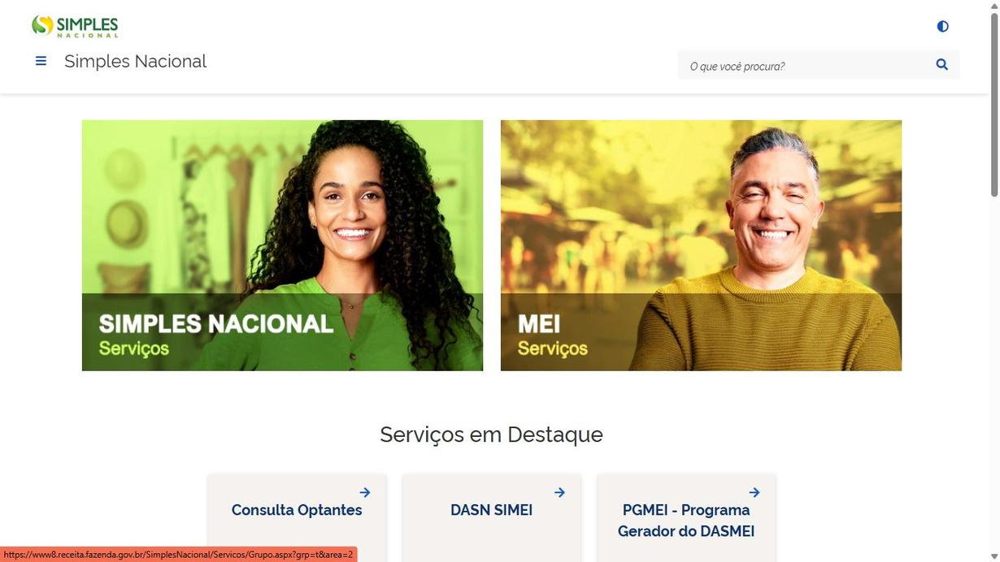 SIMPLES
NACIONAL
Simples Nacional
O que você procura?
SIMPLES NACIONAL
Serviços
MEI
Serviços
Serviços em Destaque
Consulta Optantes
DASN SIMEI
PGMEI - Programa
Gerador do DASMEI
https://www8.receita.fazenda.gov.br/SimplesNacional/Servicos/Grupo.aspx?grp=t&area=2